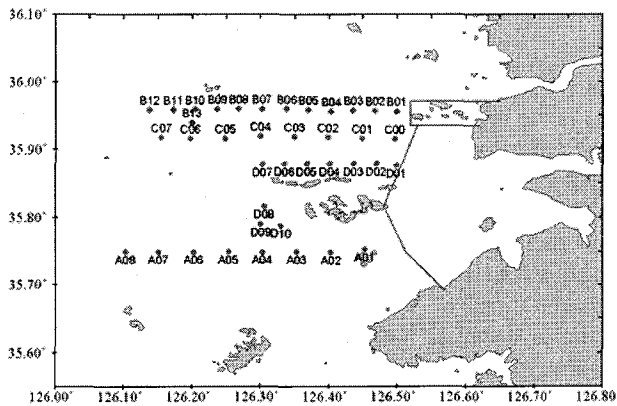 36.10°
36.00°
B12 B11 B10 B09 B08 B07 B06 B05 B04 B03 B02 B01
B13
C07 C06 C05 C04 C03 C02 C01 C00
35.90°
D07 D06 D05 D04 D03 D02 D01
35.80°
D08
D09 D10
A08 A07 A06 A05 A04 A03 A02 A01
35.70°
35.60°
126.00° 126.10° 126.20° 126.30° 126.40° 126.50° 126.60° 126.70° 126.80